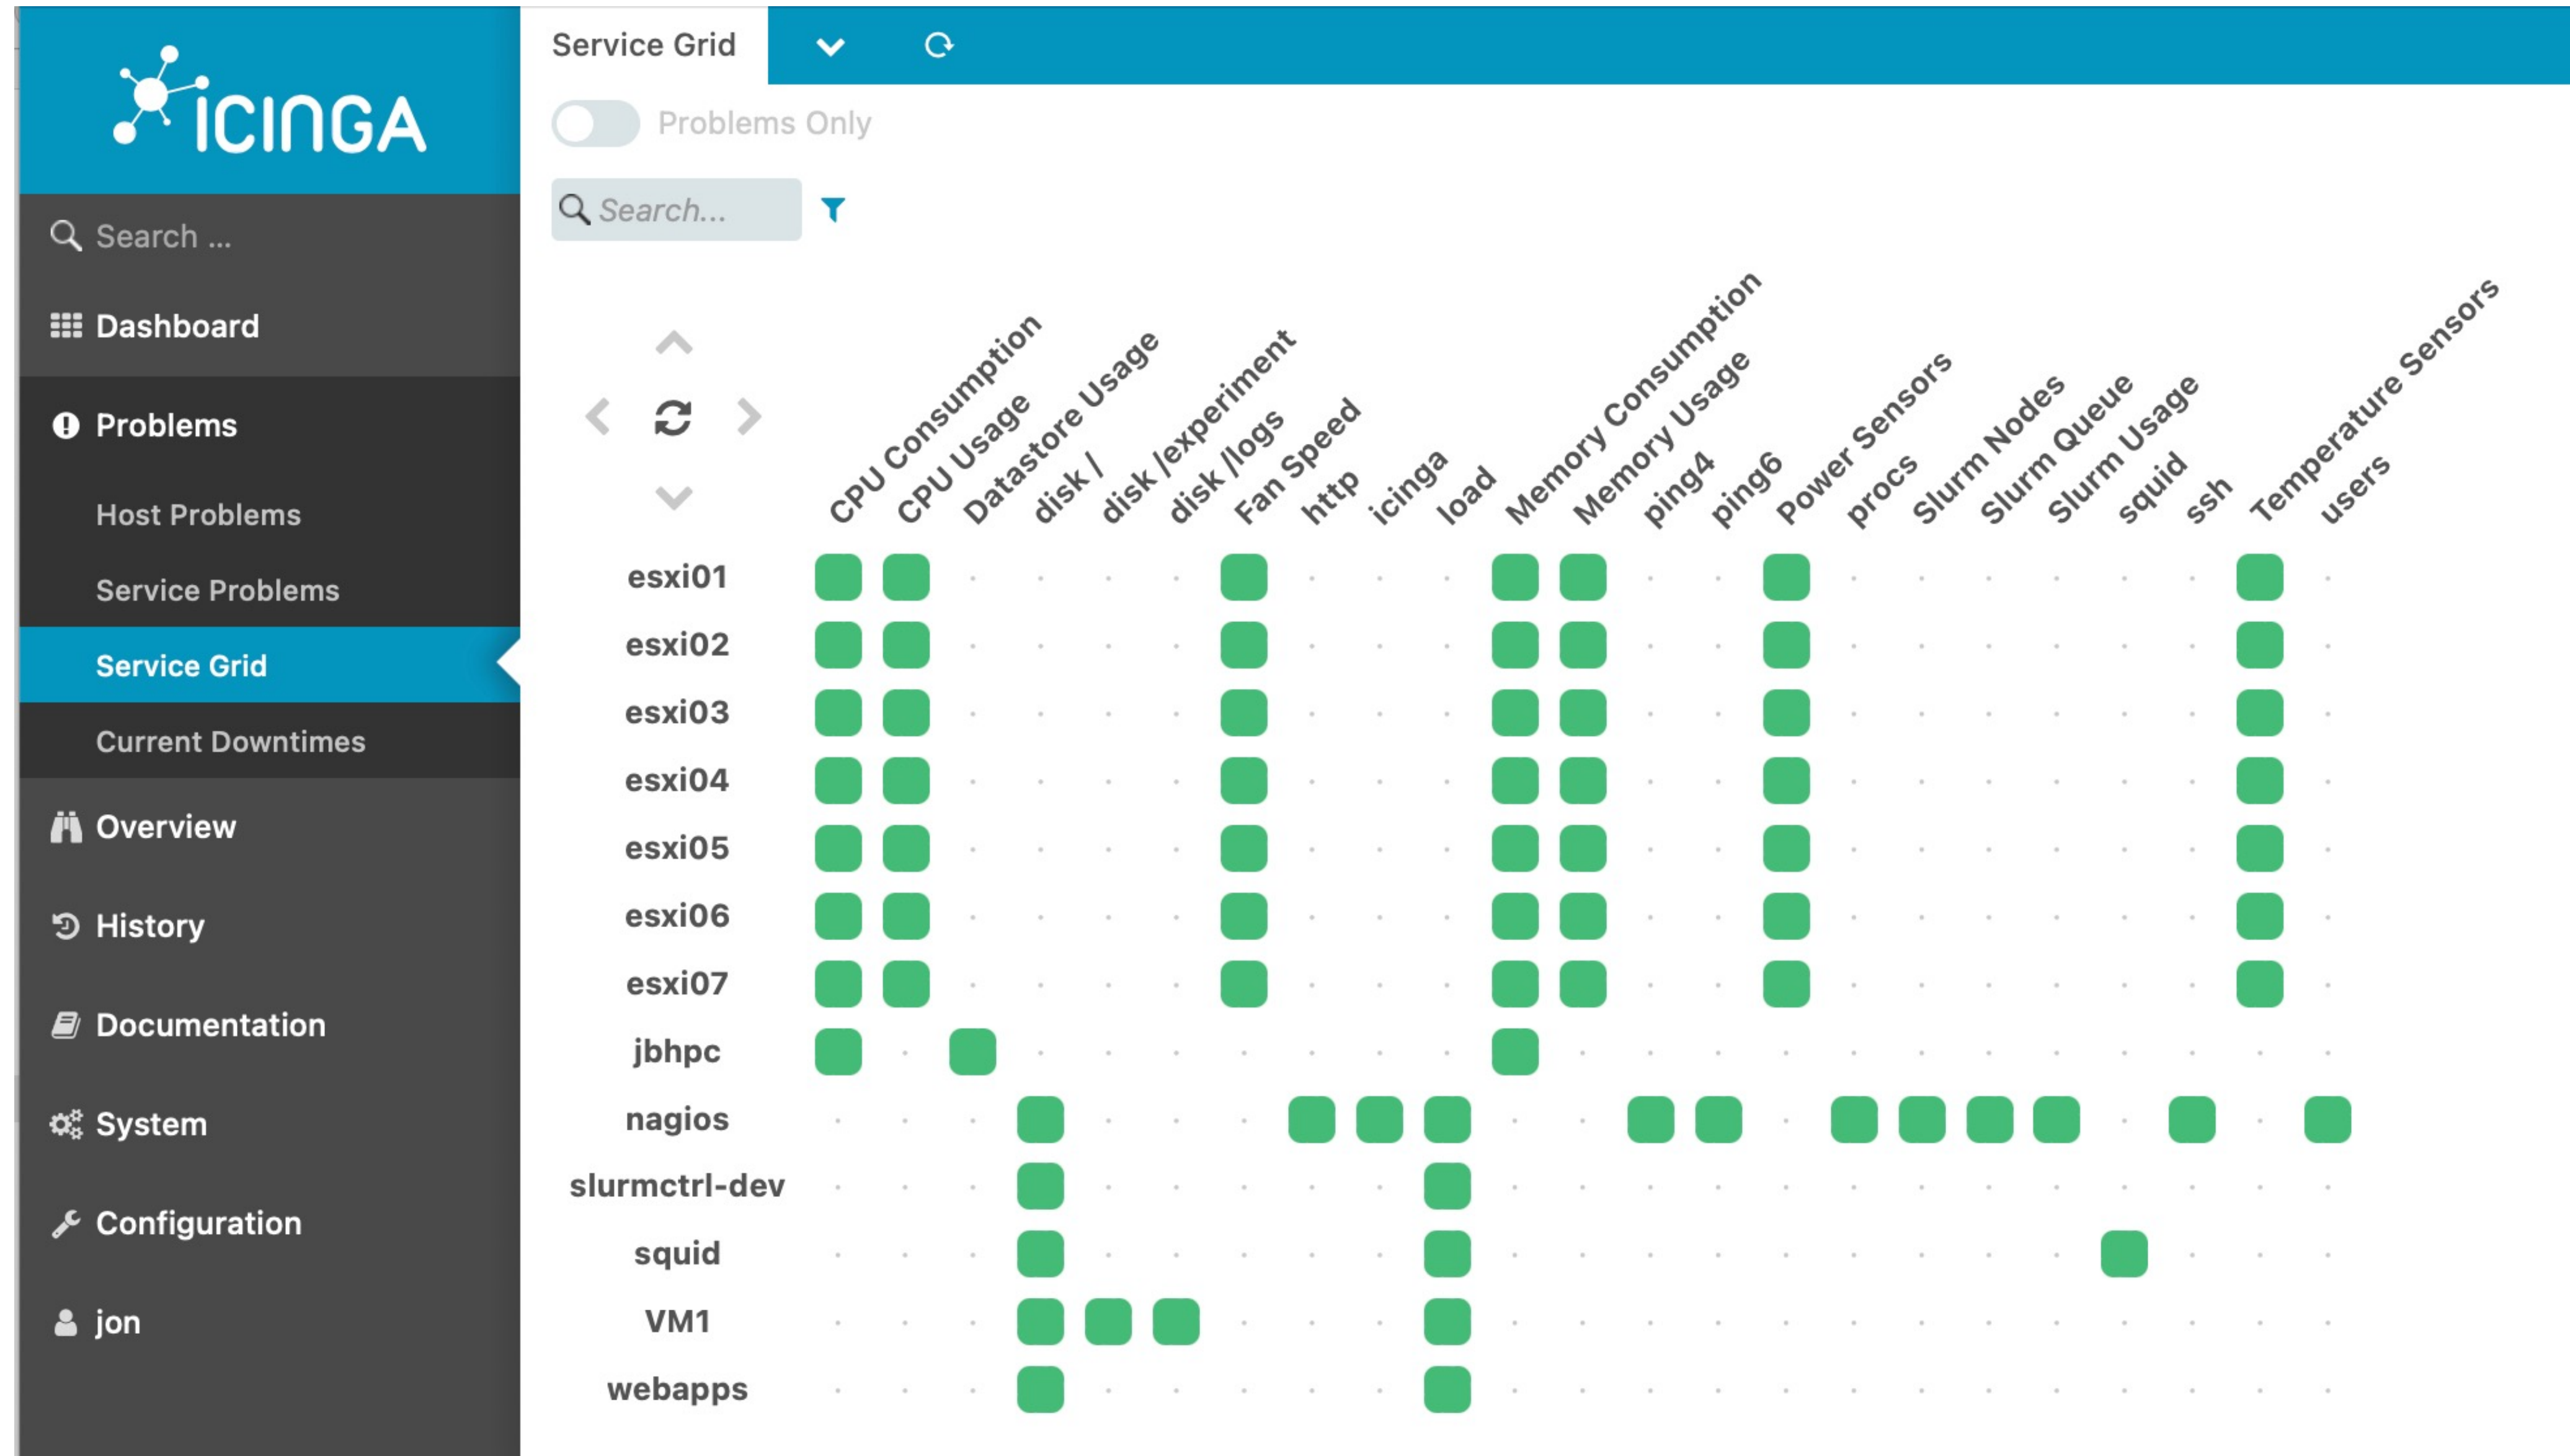 ICINGA
Search ...
Dashboard
Problems
Host Problems
Service Problems
Service Grid
Current Downtimes
Overview
History
Documentation
System
Configuration
jon
Service Grid
Problems Only
Search...
CPU Consumption
CPU Usage
Datastore Usage
disk /
disk /experiment
disk /logs
Fan Speed
http
icinga
load
Memory Consumption
Memory Usage
ping4
ping6
Power Sensors
procs
Slurm Nodes
Slurm Queue
Slurm Usage
squid
ssh
Temperature Sensors
users
esxi01
esxi02
esxi03
esxi04
esxi05
esxi06
esxi07
jbhpc
nagios
slurmctrl-dev
squid
VM1
webapps